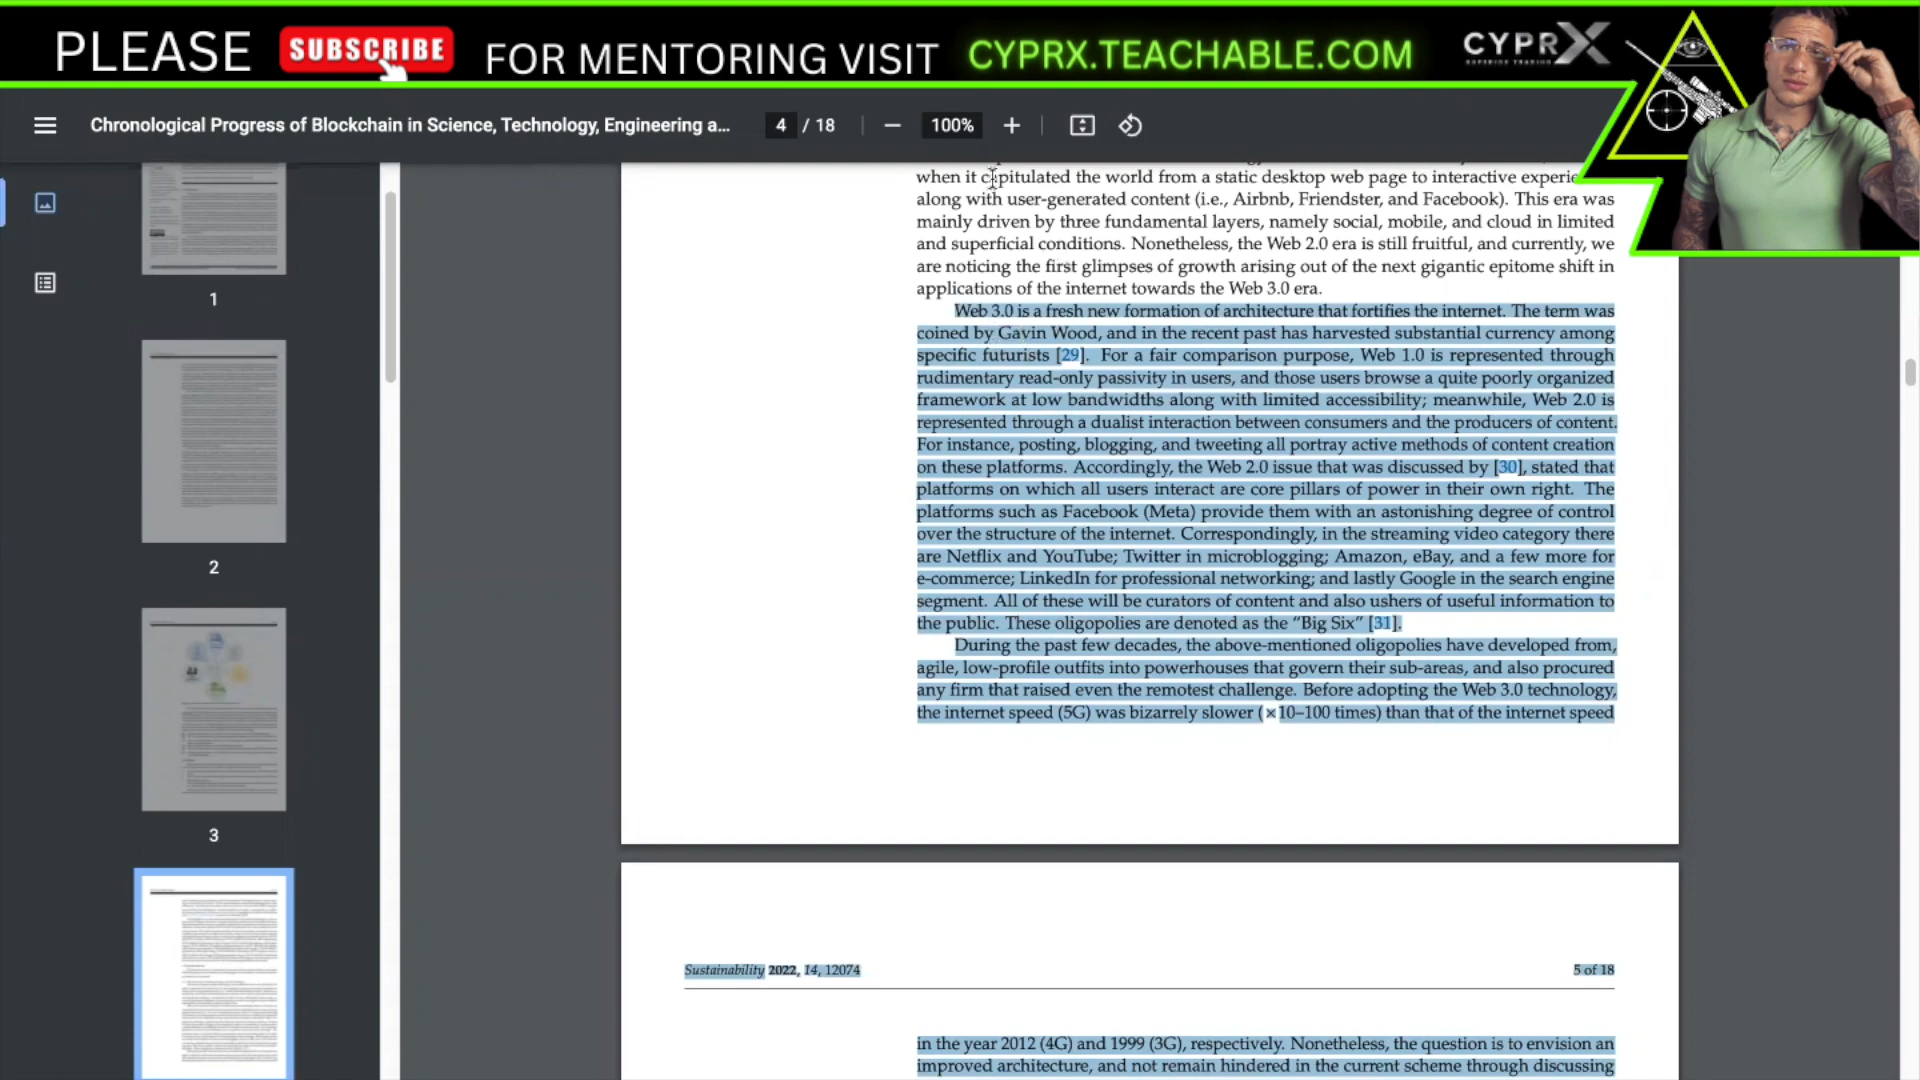 PLEASE SUBSCRIBE FOR MENTORING VISIT CYPRX.TEACHABLE.COM CYPRX
SUPERIOR TRADING
Chronological Progress of Blockchain in Science, Technology, Engineering a... 4 / 18 100%
when it capitulated the world from a static desktop web page to interactive experie
along with user-generated content (i.e., Airbnb, Friendster, and Facebook). This era was
mainly driven by three fundamental layers, namely social, mobile, and cloud in limited
and superficial conditions. Nonetheless, the Web 2.0 era is still fruitful, and currently, we
are noticing the first glimpses of growth arising out of the next gigantic epitome shift in
applications of the internet towards the Web 3.0 era.
Web 3.0 is a fresh new formation of architecture that fortifies the internet. The term was
coined by Gavin Wood, and in the recent past has harvested substantial currency among
specific futurists [29]. For a fair comparison purpose, Web 1.0 is represented through
rudimentary read-only passivity in users, and those users browse a quite poorly organized
framework at low bandwidths along with limited accessibility; meanwhile, Web 2.0 is
represented through a dualist interaction between consumers and the producers of content.
For instance, posting, blogging, and tweeting all portray active methods of content creation
on these platforms. Accordingly, the Web 2.0 issue that was discussed by [30], stated that
platforms on which all users interact are core pillars of power in their own right. The
platforms such as Facebook (Meta) provide them with an astonishing degree of control
over the structure of the internet. Correspondingly, in the streaming video category there
are Netflix and YouTube; Twitter in microblogging; Amazon, eBay, and a few more for
e-commerce; LinkedIn for professional networking; and lastly Google in the search engine
segment. All of these will be curators of content and also ushers of useful information to
the public. These oligopolies are denoted as the “Big Six” [31].
During the past few decades, the above-mentioned oligopolies have developed from,
agile, low-profile outfits into powerhouses that govern their sub-areas, and also procured
any firm that raised even the remotest challenge. Before adopting the Web 3.0 technology,
the internet speed (5G) was bizarrely slower (×10–100 times) than that of the internet speed
Sustainability 2022, 14, 12074 5 of 18
in the year 2012 (4G) and 1999 (3G), respectively. Nonetheless, the question is to envision an
improved architecture, and not remain hindered in the current scheme through discussing
1
2
3